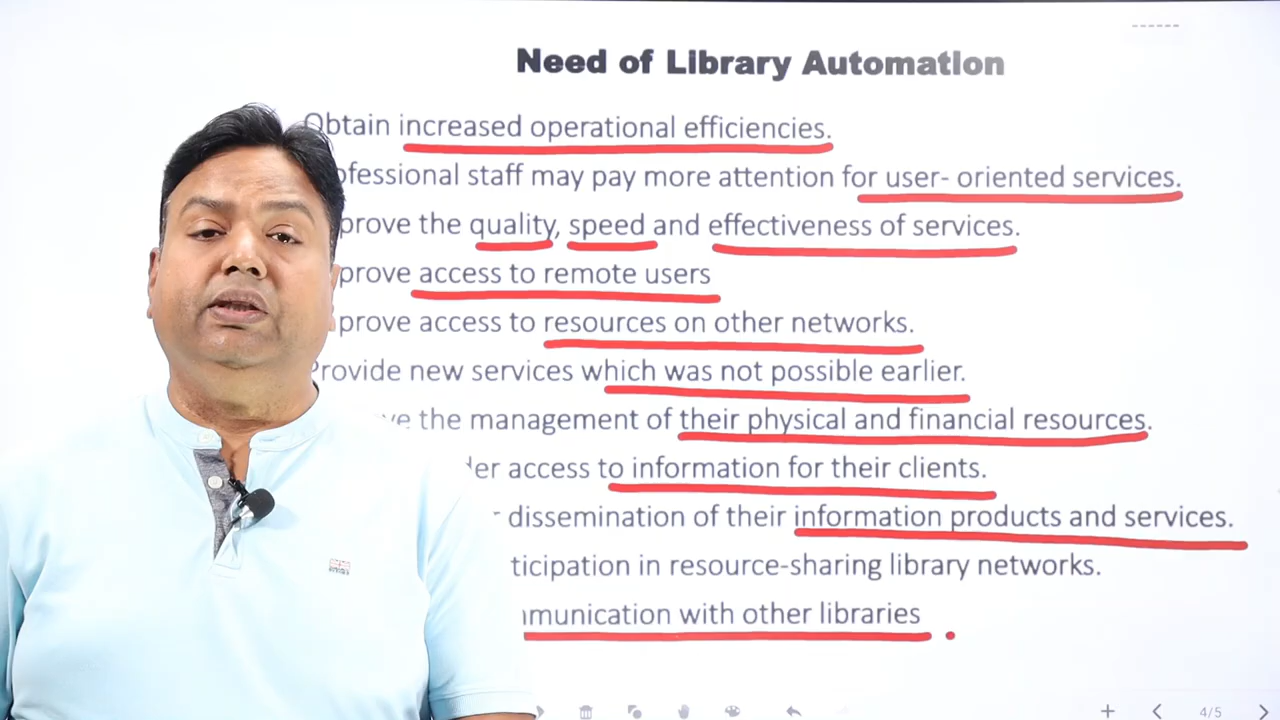 Need of Library Automation
Obtain increased operational efficiencies.
ofessional staff may pay more attention for user- oriented services.
prove the quality, speed and effectiveness of services.
prove access to remote users
prove access to resources on other networks.
Provide new services which was not possible earlier.
ve the management of their physical and financial resources.
er access to information for their clients.
dissemination of their information products and services.
ticipation in resource-sharing library networks.
munication with other libraries
4/5